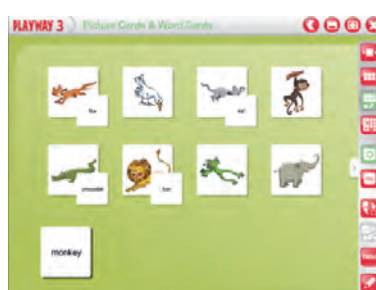 PLAYWAY 3 Picture Cards & Word Cards
fox
rat
crocodile
lion
monkey